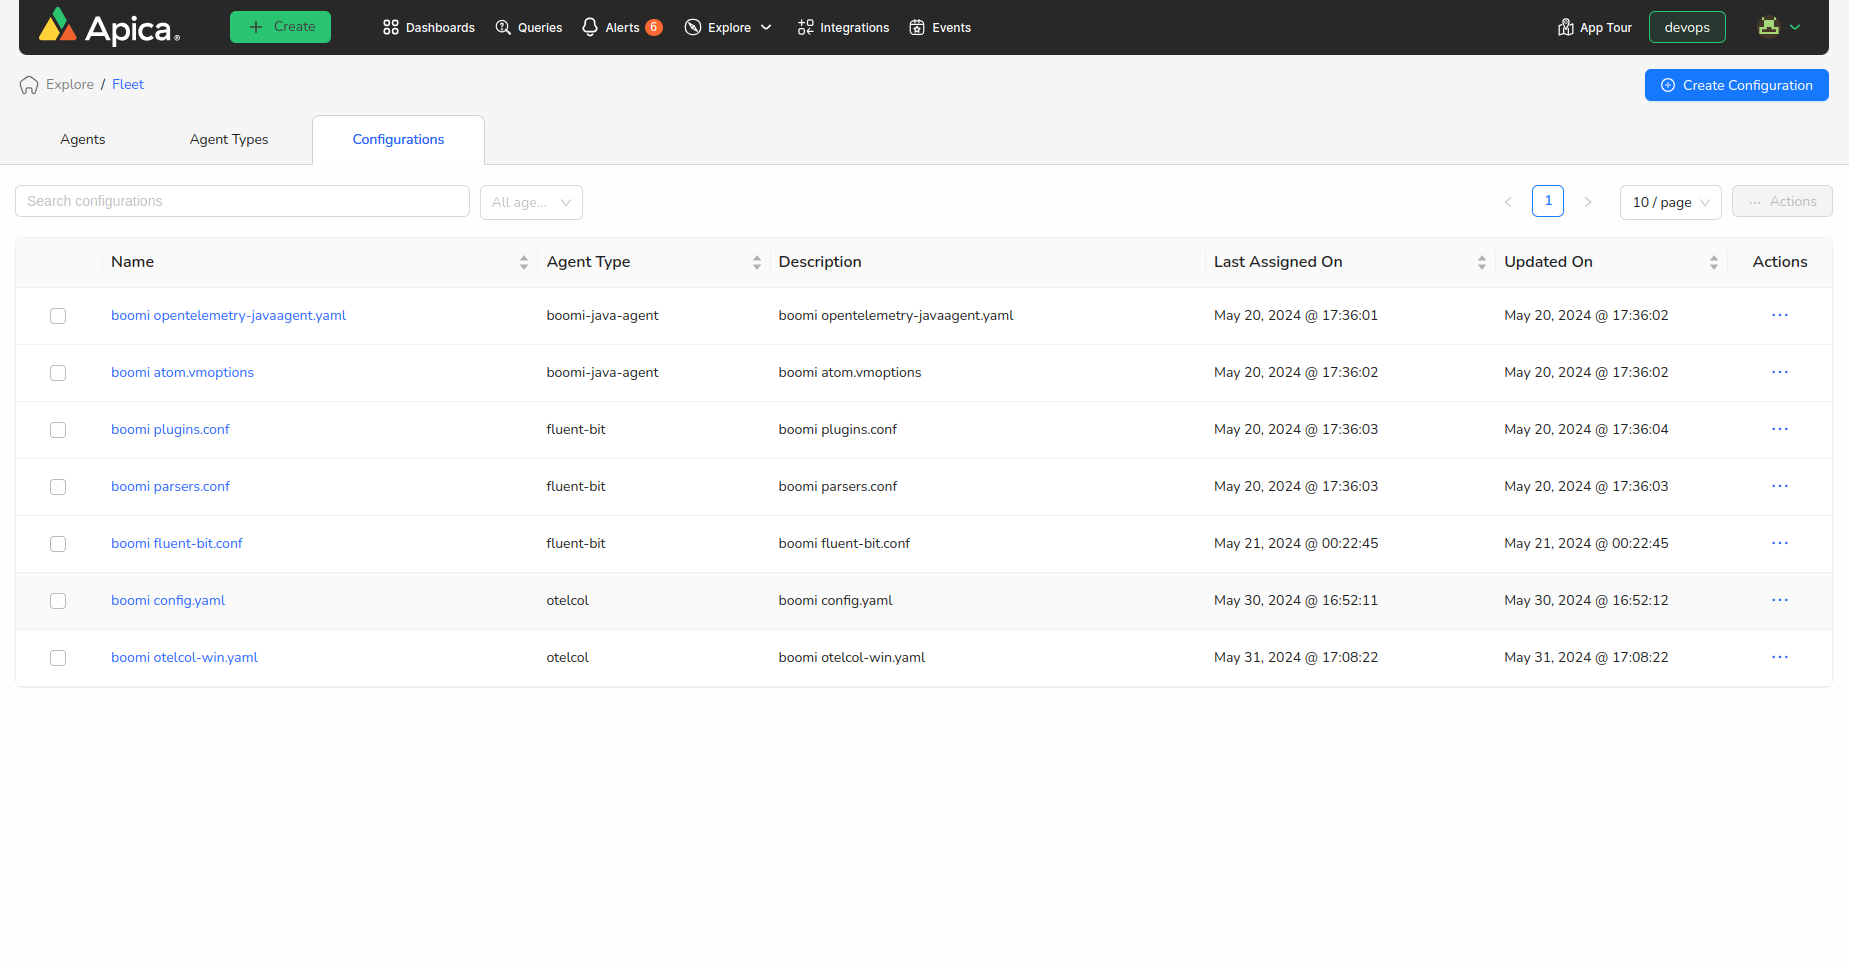 Apica®
Create
Dashboards
Queries
Alerts 6
Explore
Integrations
Events
App Tour
devops
Explore / Fleet
Create Configuration
Agents
Agent Types
Configurations
Search configurations
All age...
1
10 / page
··· Actions
Name Agent Type Description Last Assigned On Updated On Actions
boomi opentelemetry-javaagent.yaml boomi-java-agent boomi opentelemetry-javaagent.yaml May 20, 2024 @ 17:36:01 May 20, 2024 @ 17:36:02 ···
boomi atom.vmoptions boomi-java-agent boomi atom.vmoptions May 20, 2024 @ 17:36:02 May 20, 2024 @ 17:36:02 ···
boomi plugins.conf fluent-bit boomi plugins.conf May 20, 2024 @ 17:36:03 May 20, 2024 @ 17:36:04 ···
boomi parsers.conf fluent-bit boomi parsers.conf May 20, 2024 @ 17:36:03 May 20, 2024 @ 17:36:03 ···
boomi fluent-bit.conf fluent-bit boomi fluent-bit.conf May 21, 2024 @ 00:22:45 May 21, 2024 @ 00:22:45 ···
boomi config.yaml otelcol boomi config.yaml May 30, 2024 @ 16:52:11 May 30, 2024 @ 16:52:12 ···
boomi otelcol-win.yaml otelcol boomi otelcol-win.yaml May 31, 2024 @ 17:08:22 May 31, 2024 @ 17:08:22 ···